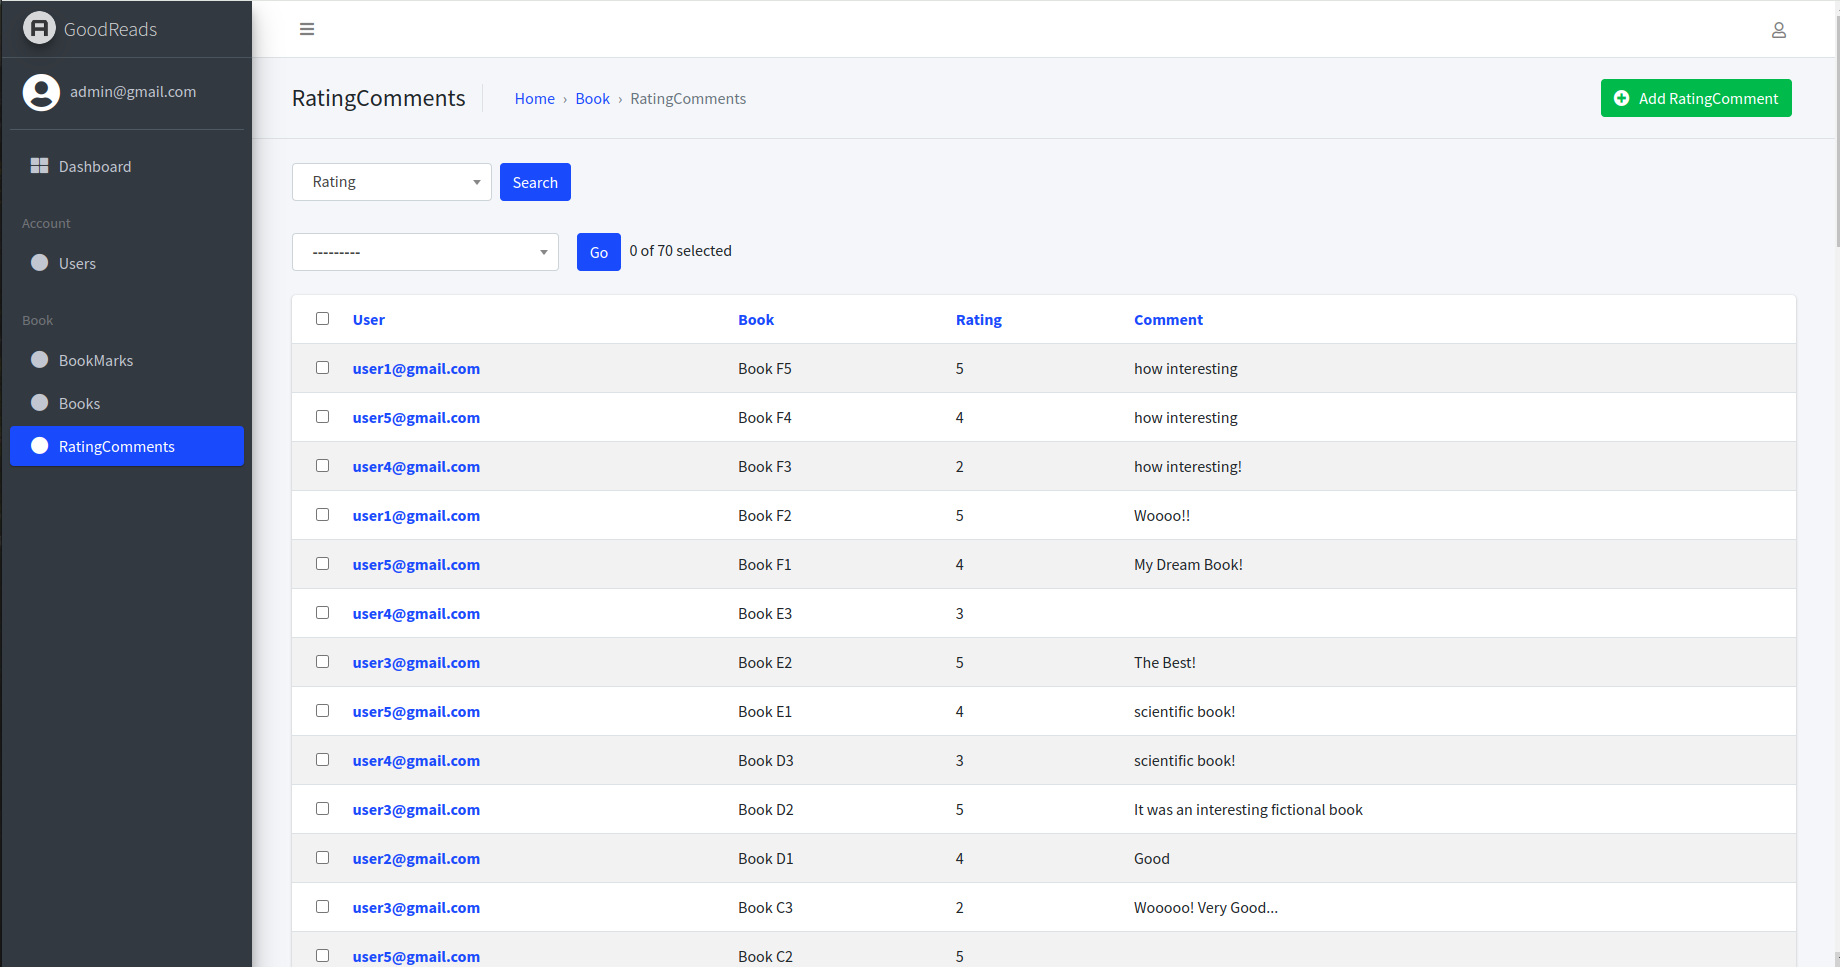 GoodReads
admin@gmail.com
Dashboard
Account
Users
Book
BookMarks
Books
RatingComments
RatingComments
Home › Book › RatingComments
Add RatingComment
Rating
Search
---------
Go
0 of 70 selected
User Book Rating Comment
user1@gmail.com Book F5 5 how interesting
user5@gmail.com Book F4 4 how interesting
user4@gmail.com Book F3 2 how interesting!
user1@gmail.com Book F2 5 Woooo!!
user5@gmail.com Book F1 4 My Dream Book!
user4@gmail.com Book E3 3
user3@gmail.com Book E2 5 The Best!
user5@gmail.com Book E1 4 scientific book!
user4@gmail.com Book D3 3 scientific book!
user3@gmail.com Book D2 5 It was an interesting fictional book
user2@gmail.com Book D1 4 Good
user3@gmail.com Book C3 2 Wooooo! Very Good...
user5@gmail.com Book C2 5